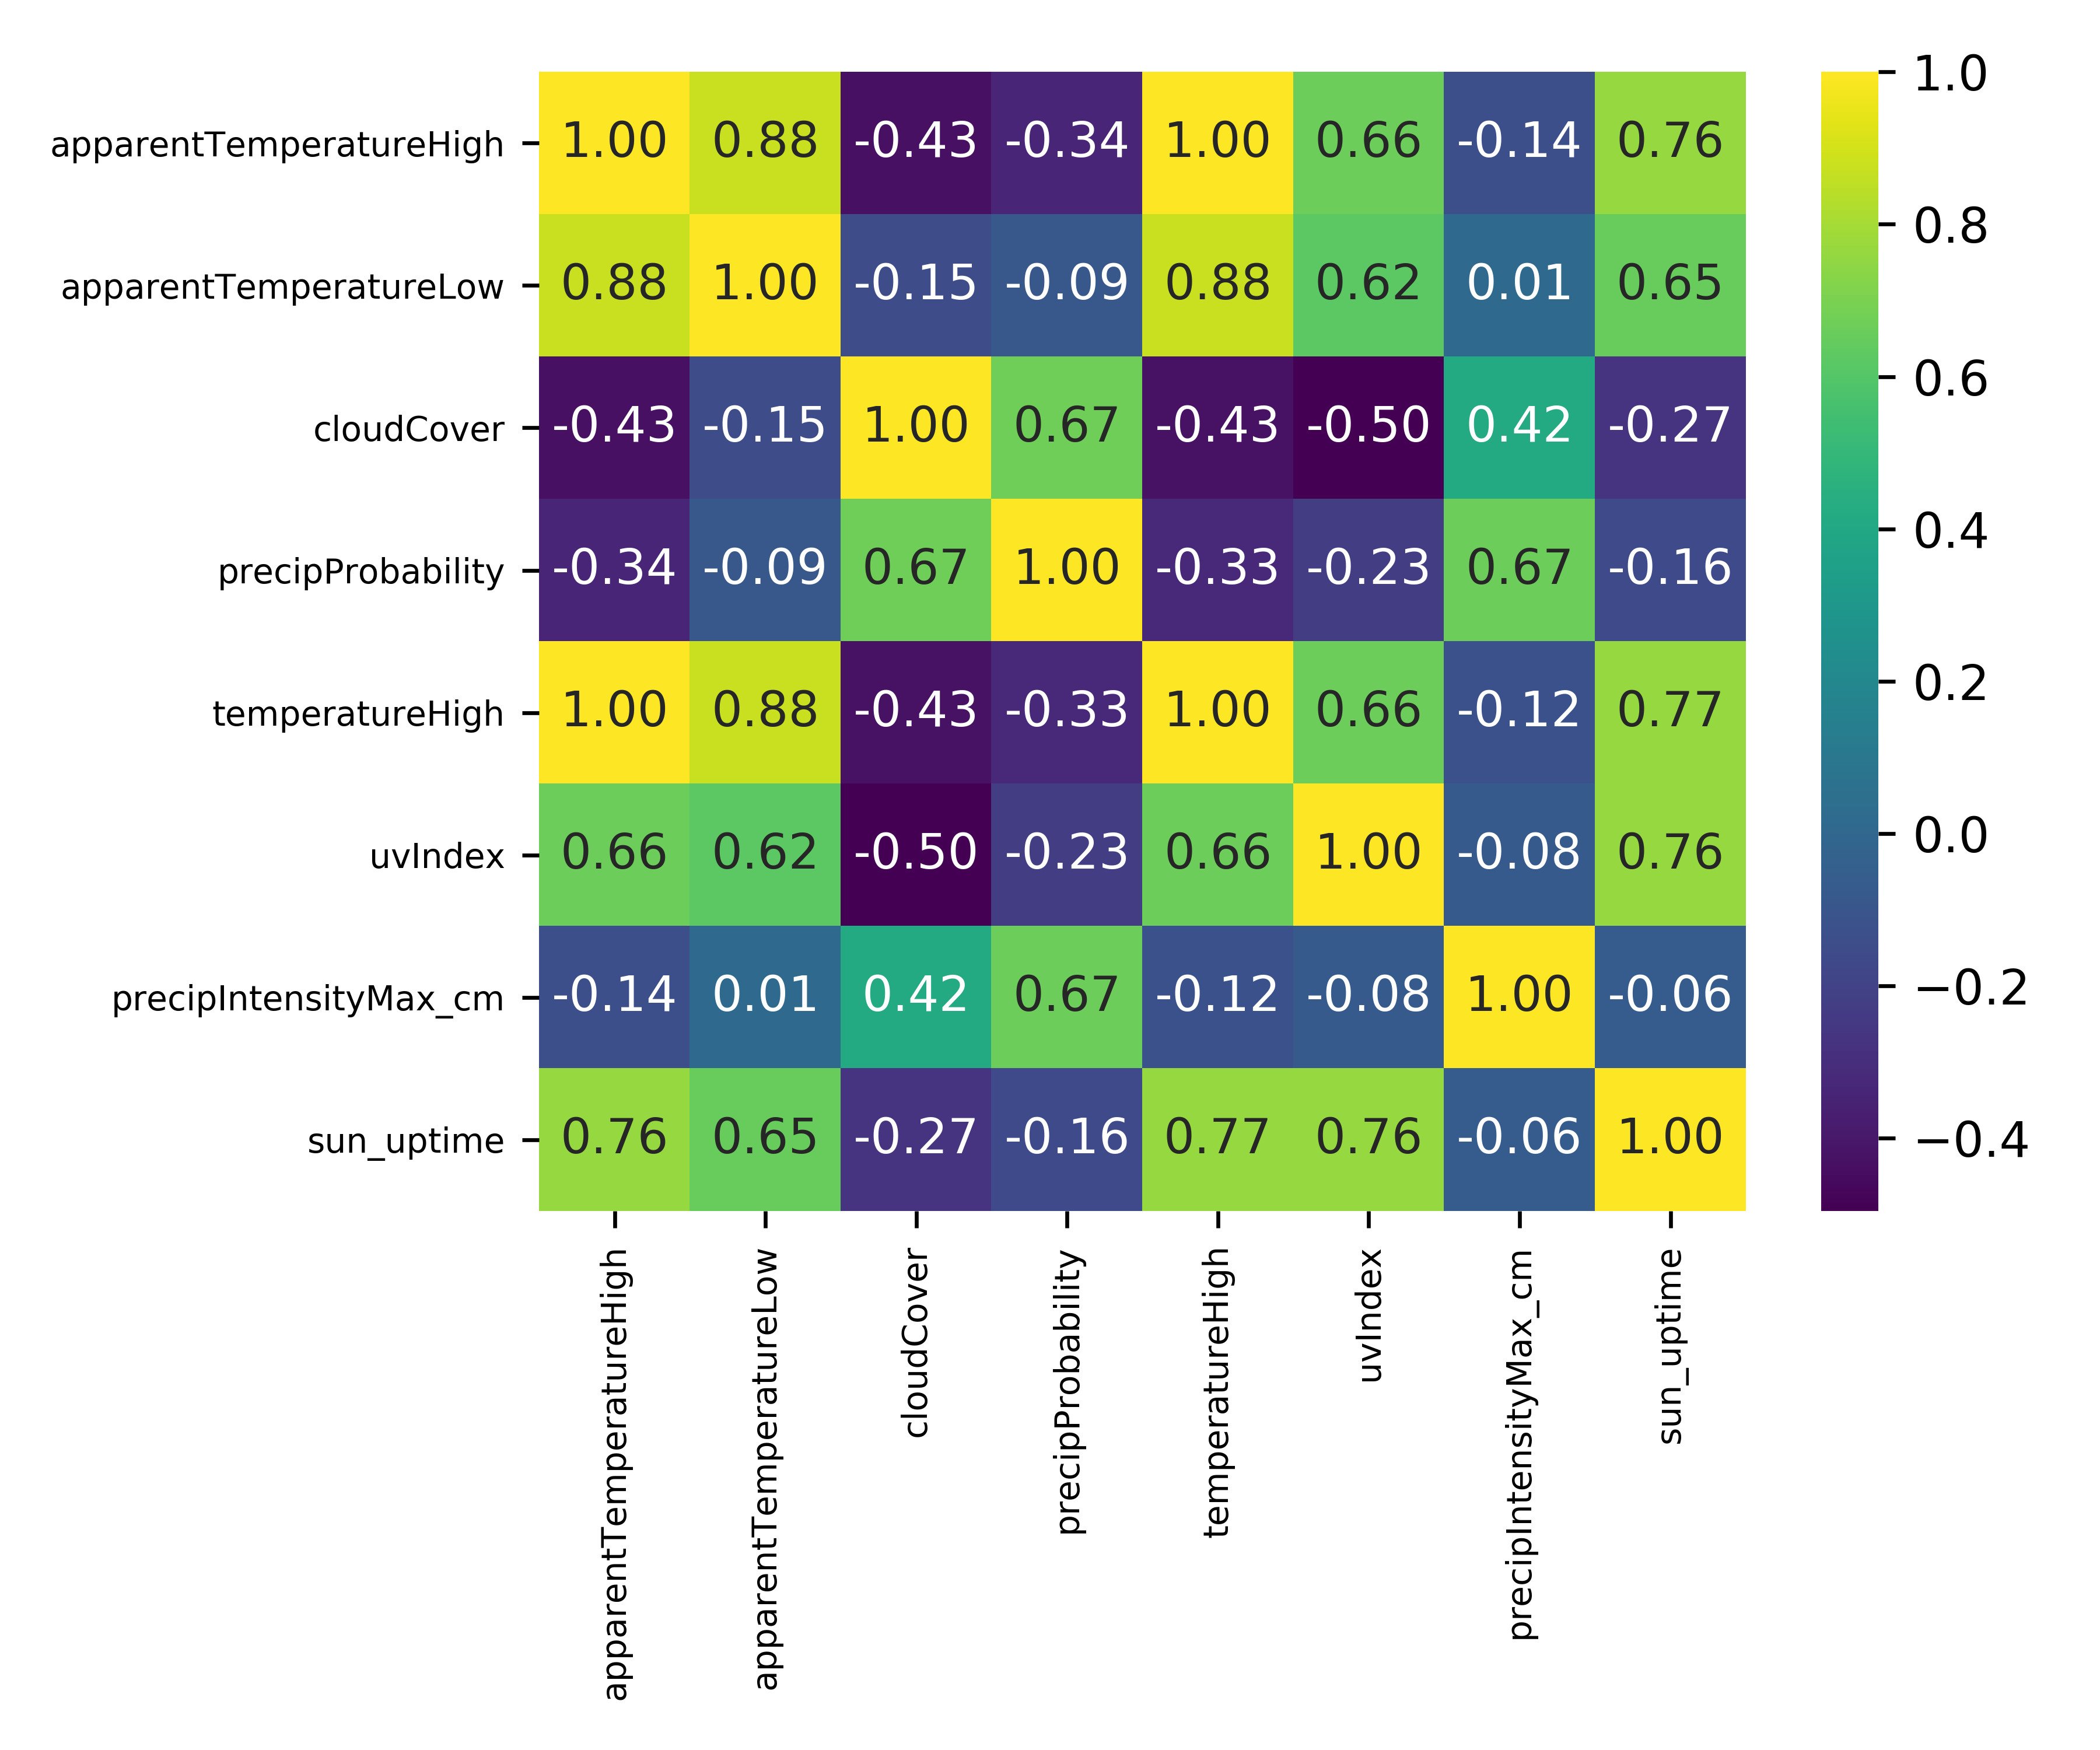 apparentTemperatureHigh 1.00 0.88 -0.43 -0.34 1.00 0.66 -0.14 0.76
apparentTemperatureLow 0.88 1.00 -0.15 -0.09 0.88 0.62 0.01 0.65
cloudCover -0.43 -0.15 1.00 0.67 -0.43 -0.50 0.42 -0.27
precipProbability -0.34 -0.09 0.67 1.00 -0.33 -0.23 0.67 -0.16
temperatureHigh 1.00 0.88 -0.43 -0.33 1.00 0.66 -0.12 0.77
uvIndex 0.66 0.62 -0.50 -0.23 0.66 1.00 -0.08 0.76
precipIntensityMax_cm -0.14 0.01 0.42 0.67 -0.12 -0.08 1.00 -0.06
sun_uptime 0.76 0.65 -0.27 -0.16 0.77 0.76 -0.06 1.00
apparentTemperatureHigh
apparentTemperatureLow
cloudCover
precipProbability
temperatureHigh
uvIndex
precipIntensityMax_cm
sun_uptime
1.0
0.8
0.6
0.4
0.2
0.0
−0.2
−0.4